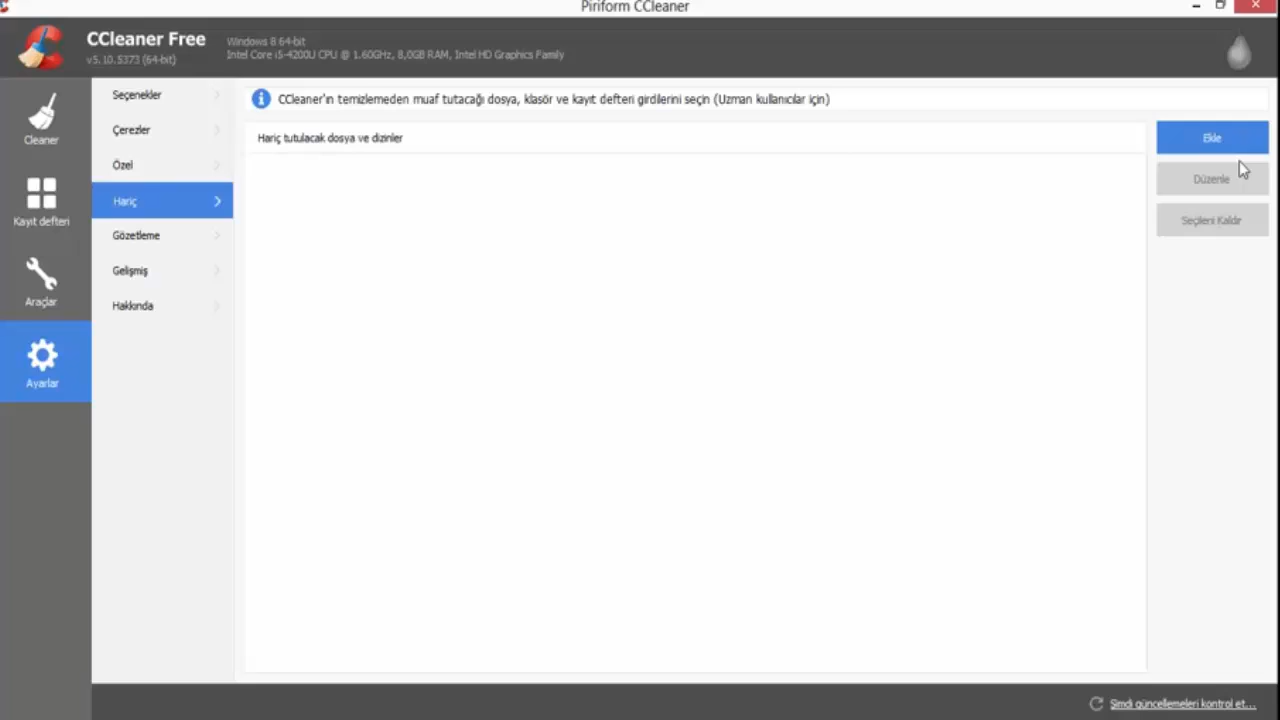 Piriform CCleaner
CCleaner Free
v5.10.5373 (64-bit)
Windows 8 64-bit
Intel Core i5-4200U CPU @ 1.60GHz, 8,0GB RAM, Intel HD Graphics Family
Cleaner
Kayıt defteri
Araçlar
Ayarlar
Seçenekler
Çerezler
Özel
Hariç
Gözetleme
Gelişmiş
Hakkında
CCleaner'ın temizlemeden muaf tutacağı dosya, klasör ve kayıt defteri girdilerini seçin (Uzman kullanıcılar için)
Hariç tutulacak dosya ve dizinler
Ekle
Düzenle
Seçileni Kaldır
Şimdi güncellemeleri kontrol et...